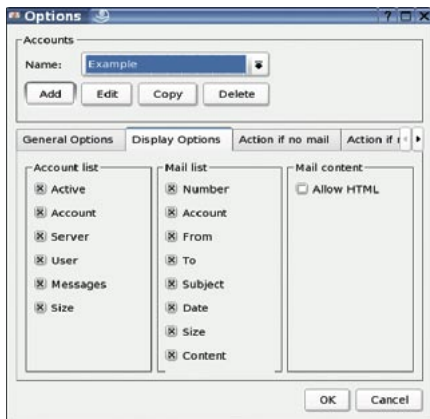 Options
Accounts
Name: Example
Add Edit Copy Delete
General Options Display Options Action if no mail Action if
Account list
Active
Account
Server
User
Messages
Size
Mail list
Number
Account
From
To
Subject
Date
Size
Content
Mail content
Allow HTML
OK Cancel